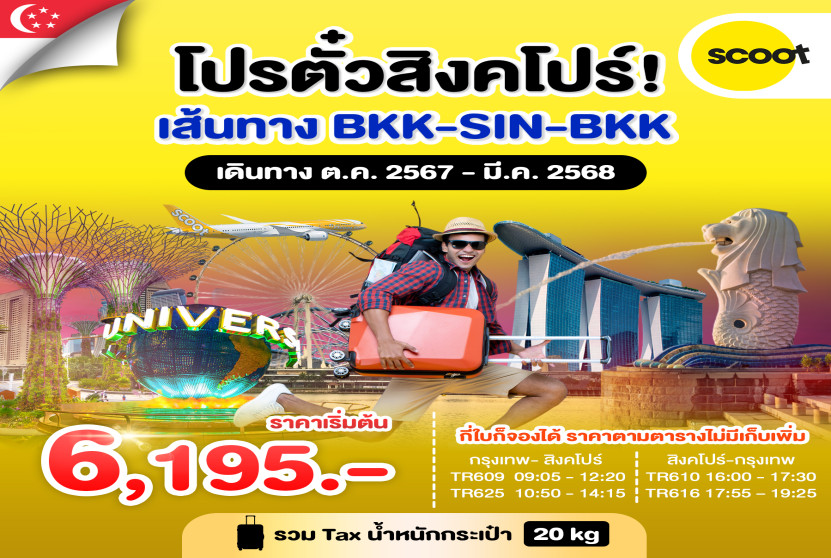 scoot
โปรตั๋วสิงคโปร์!
เส้นทาง BKK-SIN-BKK
เดินทาง ต.ค. 2567 - มี.ค. 2568
SCOOT
UNIVERS
ราคาเริ่มต้น
6,195.-
กี่ใบก็จองได้ ราคาตามตารางไม่มีเก็บเพิ่ม
กรุงเทพ- สิงคโปร์
TR609 09:05 - 12:20
TR625 10:50 - 14:15
สิงคโปร์-กรุงเทพ
TR610 16:00 - 17:30
TR616 17:55 - 19:25
รวม Tax น้ำหนักกระเป๋า 20 kg